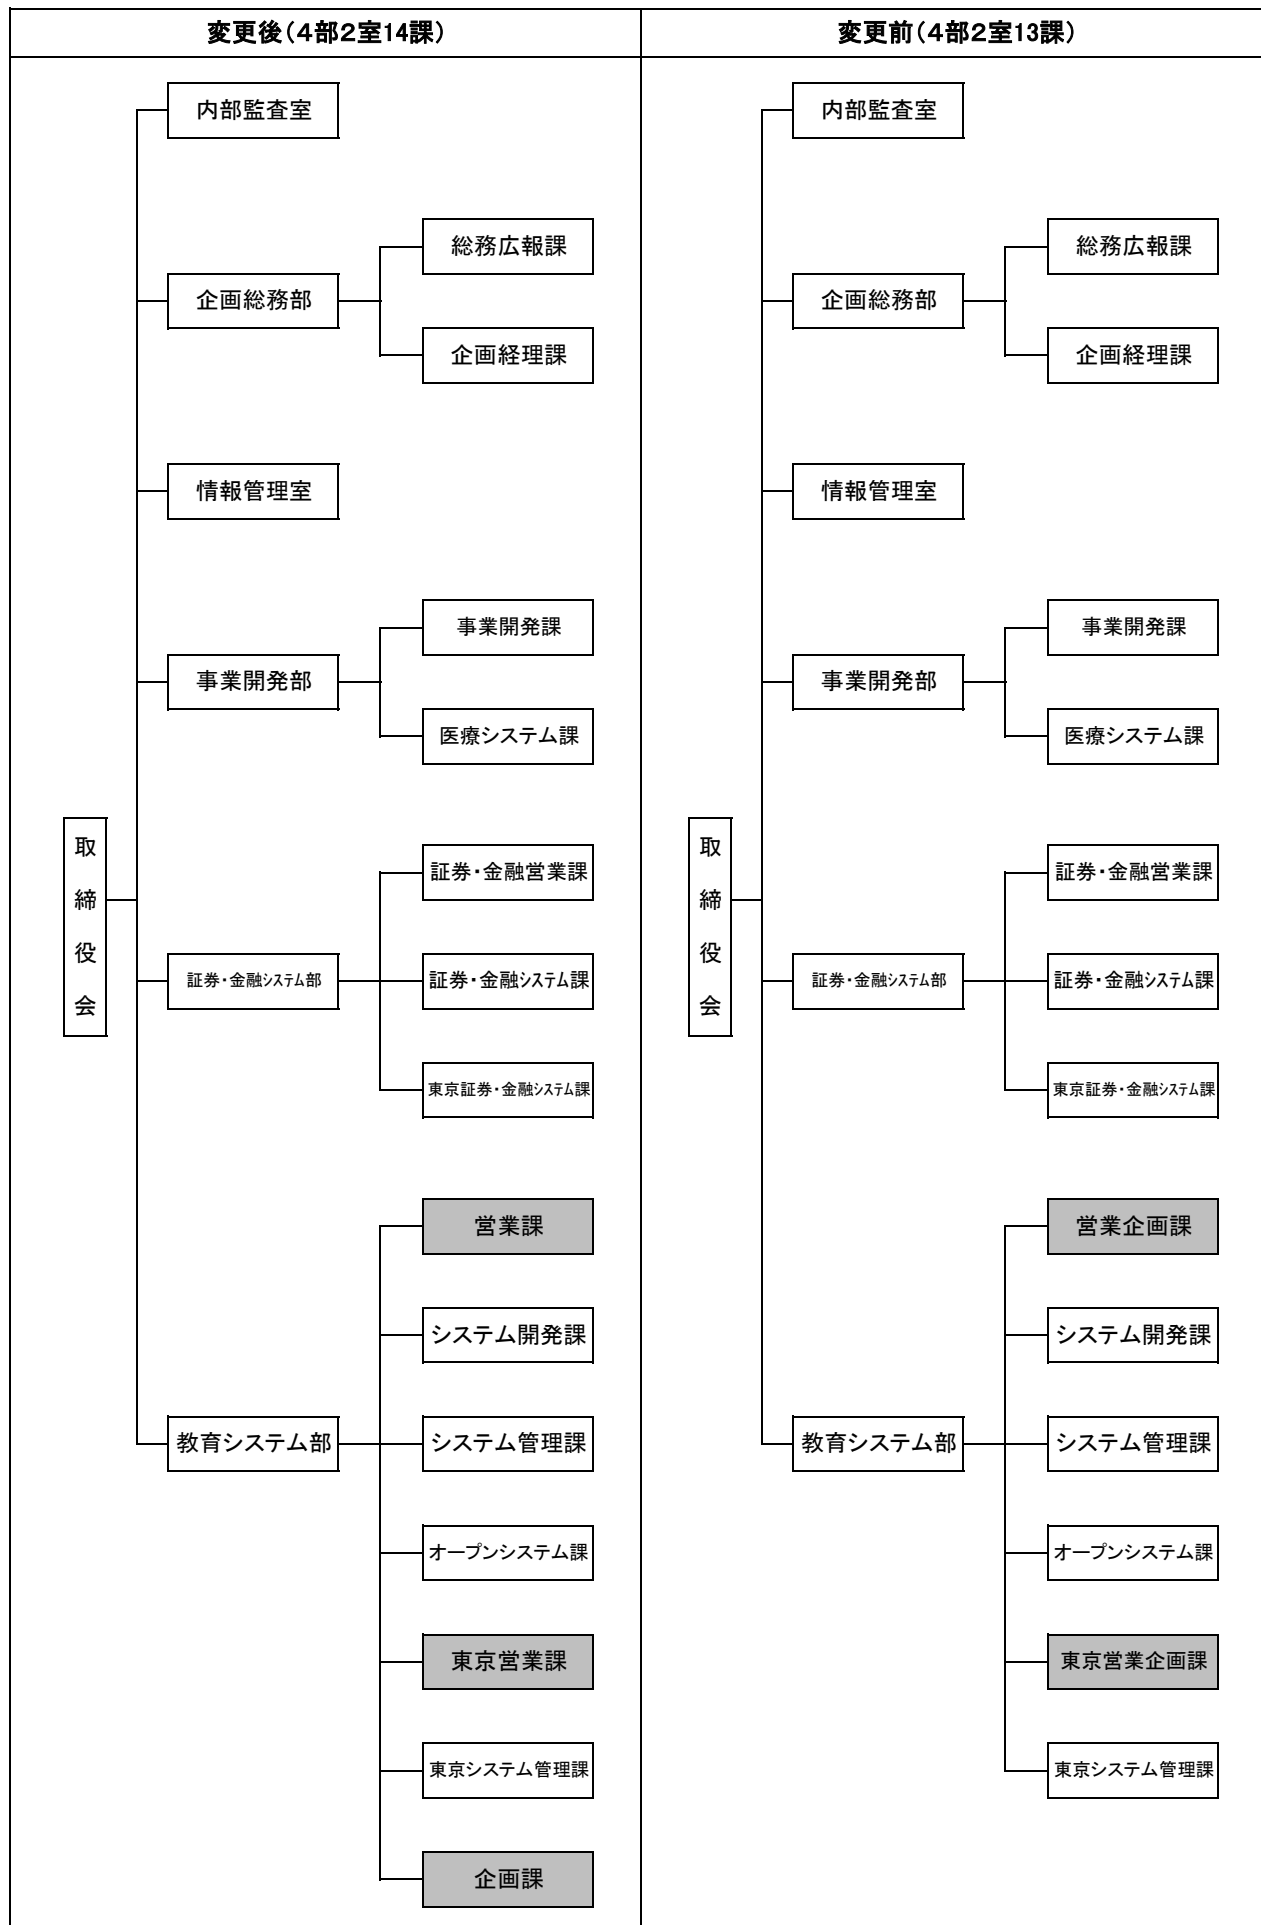 変更後(４部２室14課)
内部監査室
総務広報課
企画総務部
企画経理課
情報管理室
事業開発課
事業開発部
医療システム課
取締役会
証券・金融営業課
証券・金融システム部
証券・金融システム課
東京証券・金融システム課
営業課
システム開発課
教育システム部
システム管理課
オープンシステム課
東京営業課
東京システム管理課
企画課
変更前(４部２室13課)
内部監査室
総務広報課
企画総務部
企画経理課
情報管理室
事業開発課
事業開発部
医療システム課
取締役会
証券・金融営業課
証券・金融システム部
証券・金融システム課
東京証券・金融システム課
営業企画課
システム開発課
教育システム部
システム管理課
オープンシステム課
東京営業企画課
東京システム管理課